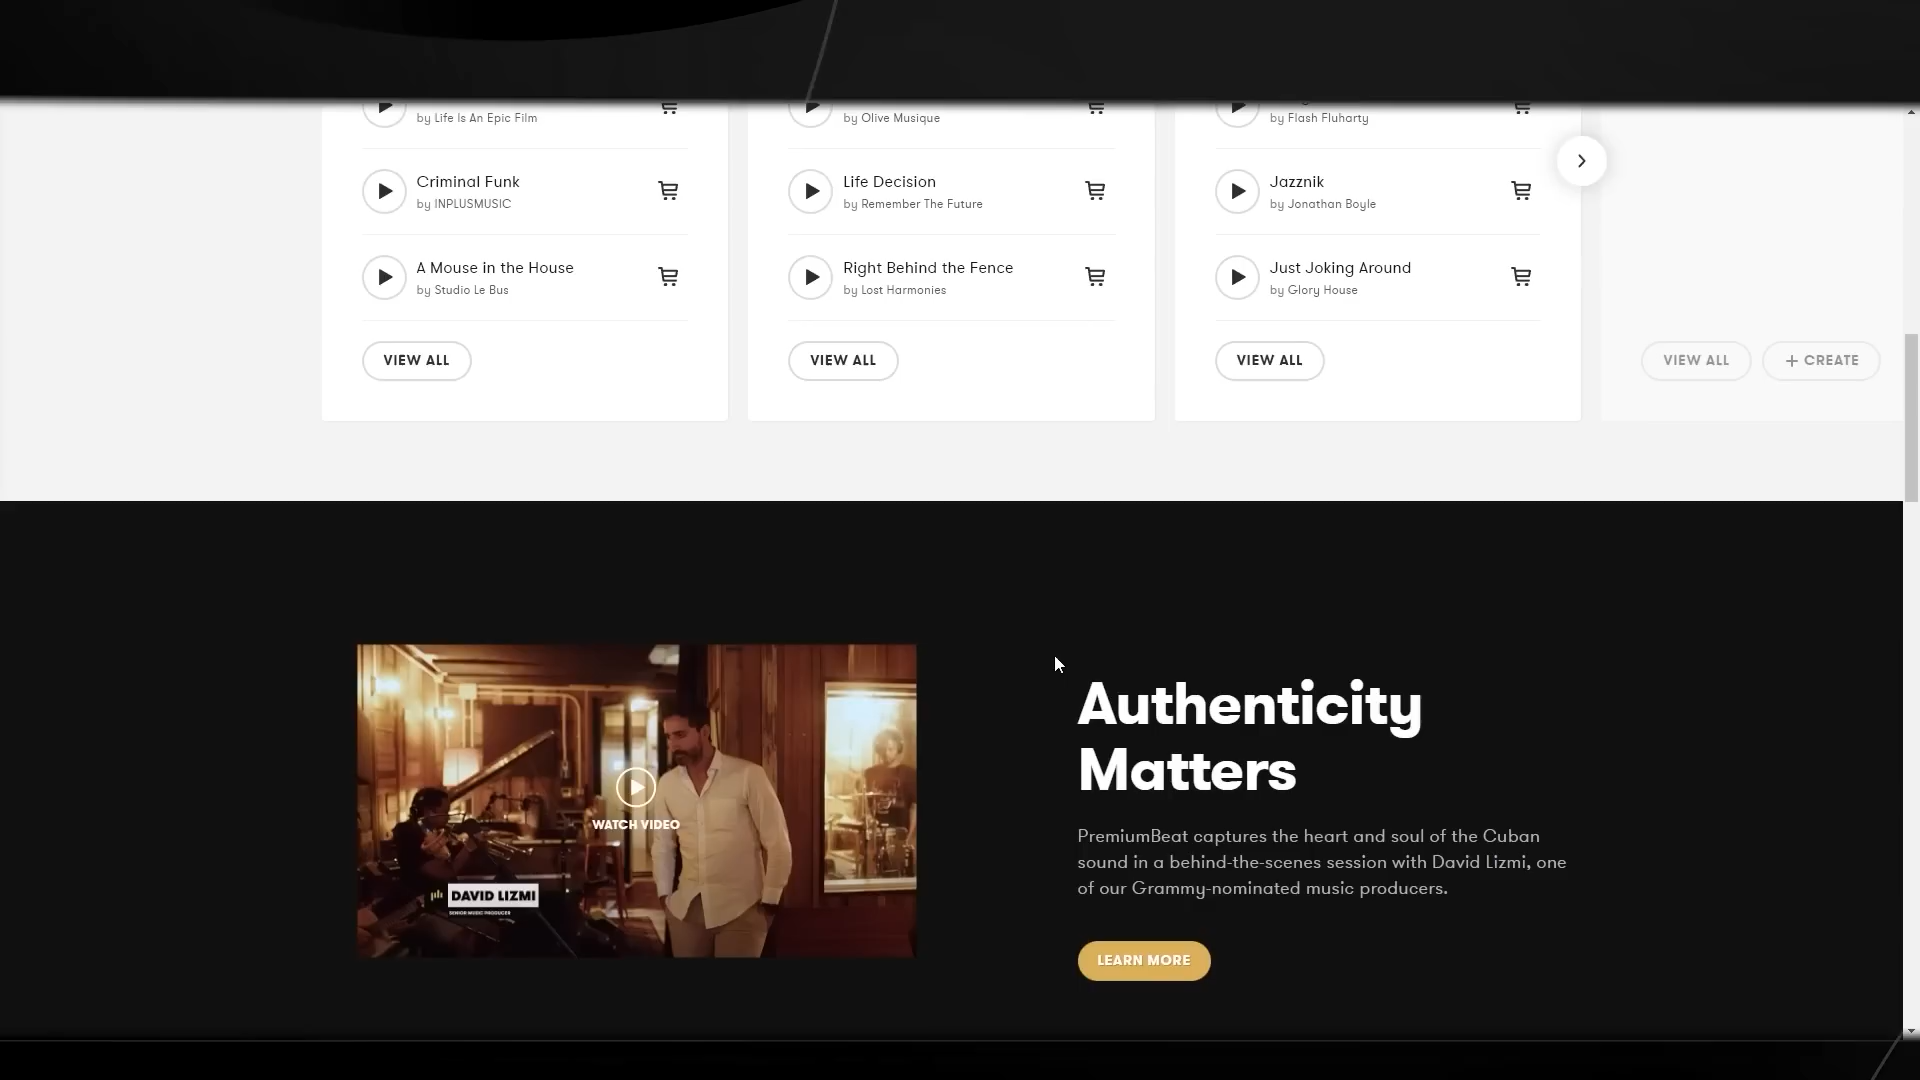 by Life Is An Epic Film
by Olive Musique
by Flash Fluharty
Criminal Funk
by INPLUSMUSIC
Life Decision
by Remember The Future
Jazznik
by Jonathan Boyle
A Mouse in the House
by Studio Le Bus
Right Behind the Fence
by Lost Harmonies
Just Joking Around
by Glory House
VIEW ALL
VIEW ALL
VIEW ALL
VIEW ALL
+ CREATE
WATCH VIDEO
DAVID LIZMI
SENIOR MUSIC PRODUCER
Authenticity
Matters
PremiumBeat captures the heart and soul of the Cuban
sound in a behind-the-scenes session with David Lizmi, one
of our Grammy-nominated music producers.
LEARN MORE